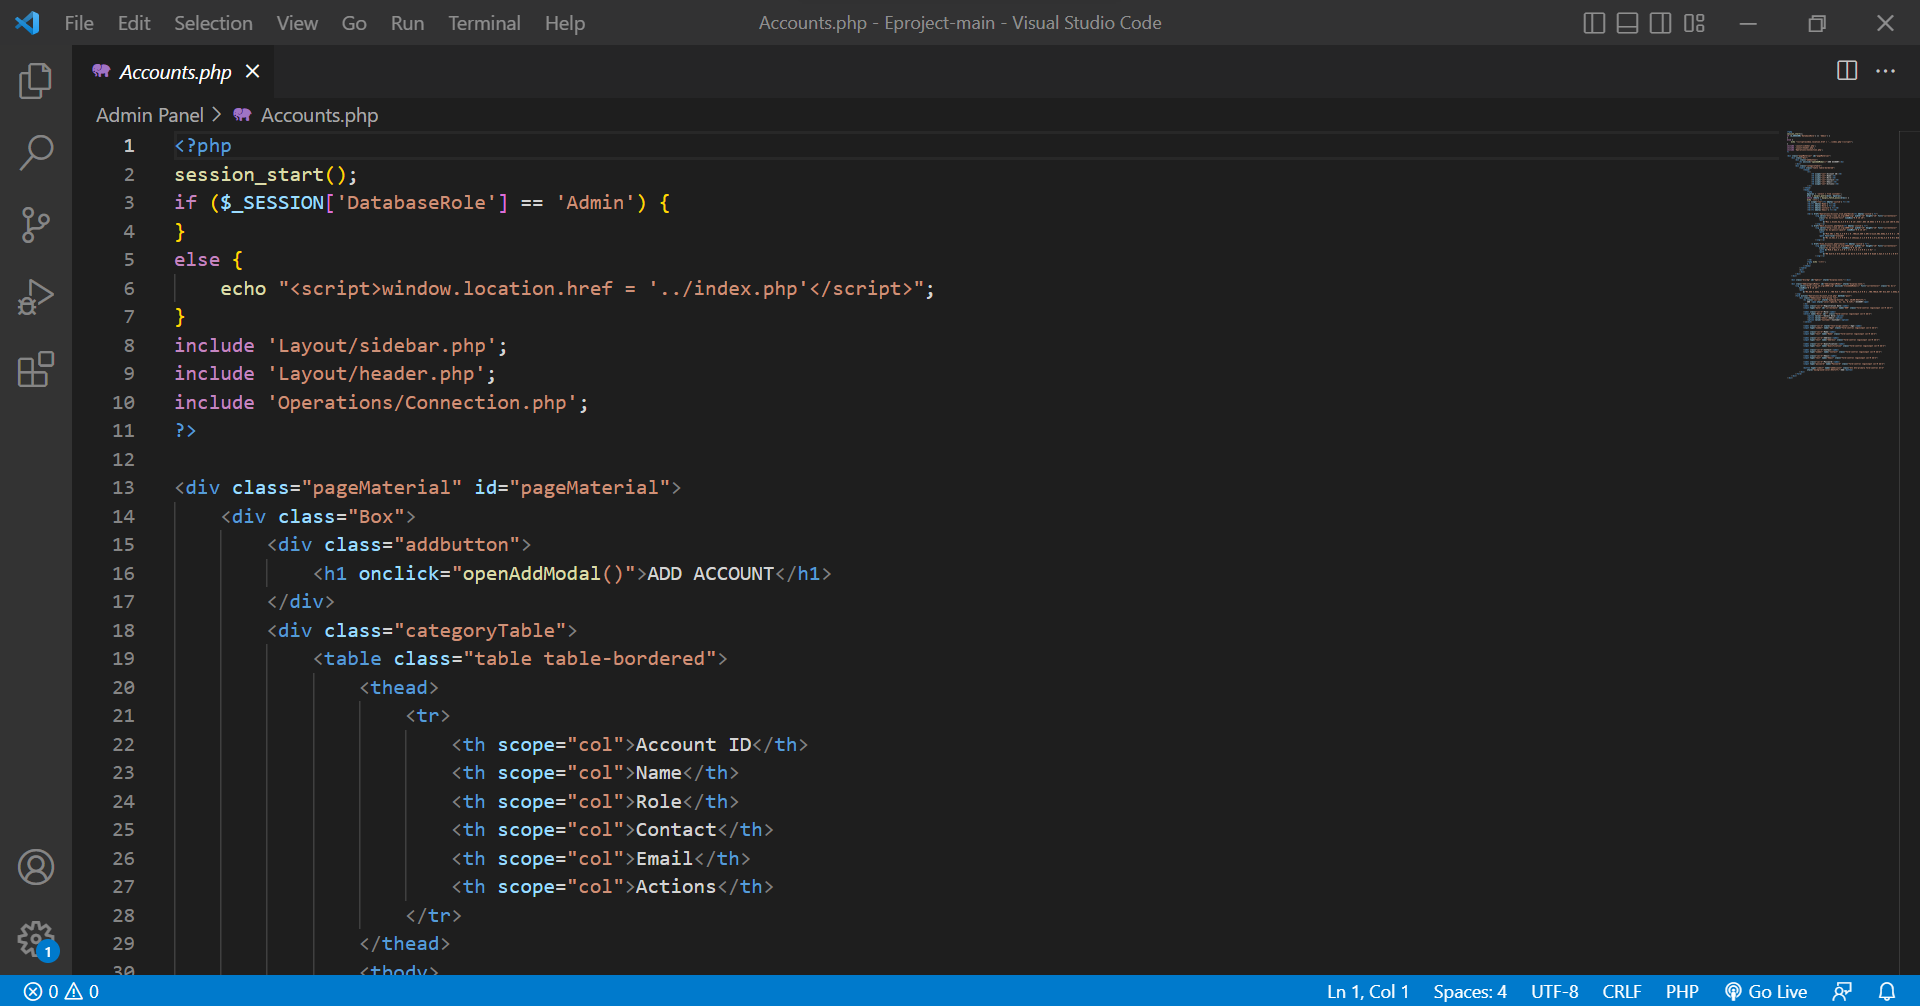 File Edit Selection View Go Run Terminal Help
Accounts.php - Eproject-main - Visual Studio Code
Accounts.php
Admin Panel > Accounts.php
1 <?php
2 session_start();
3 if ($_SESSION['DatabaseRole'] == 'Admin') {
4 }
5 else {
6     echo "<script>window.location.href = '../index.php'</script>";
7 }
8 include 'Layout/sidebar.php';
9 include 'Layout/header.php';
10 include 'Operations/Connection.php';
11 ?>
12
13 <div class="pageMaterial" id="pageMaterial">
14     <div class="Box">
15         <div class="addbutton">
16             <h1 onclick="openAddModal()">ADD ACCOUNT</h1>
17         </div>
18         <div class="categoryTable">
19             <table class="table table-bordered">
20                 <thead>
21                     <tr>
22                         <th scope="col">Account ID</th>
23                         <th scope="col">Name</th>
24                         <th scope="col">Role</th>
25                         <th scope="col">Contact</th>
26                         <th scope="col">Email</th>
27                         <th scope="col">Actions</th>
28                     </tr>
29                 </thead>
30                 <tbody>
1
0 0 Ln 1, Col 1 Spaces: 4 UTF-8 CRLF PHP Go Live